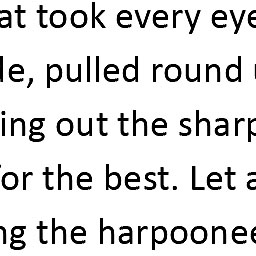 at took every eye
le, pulled round
ing out the sharp
for the best. Let a
ng the harpoonee